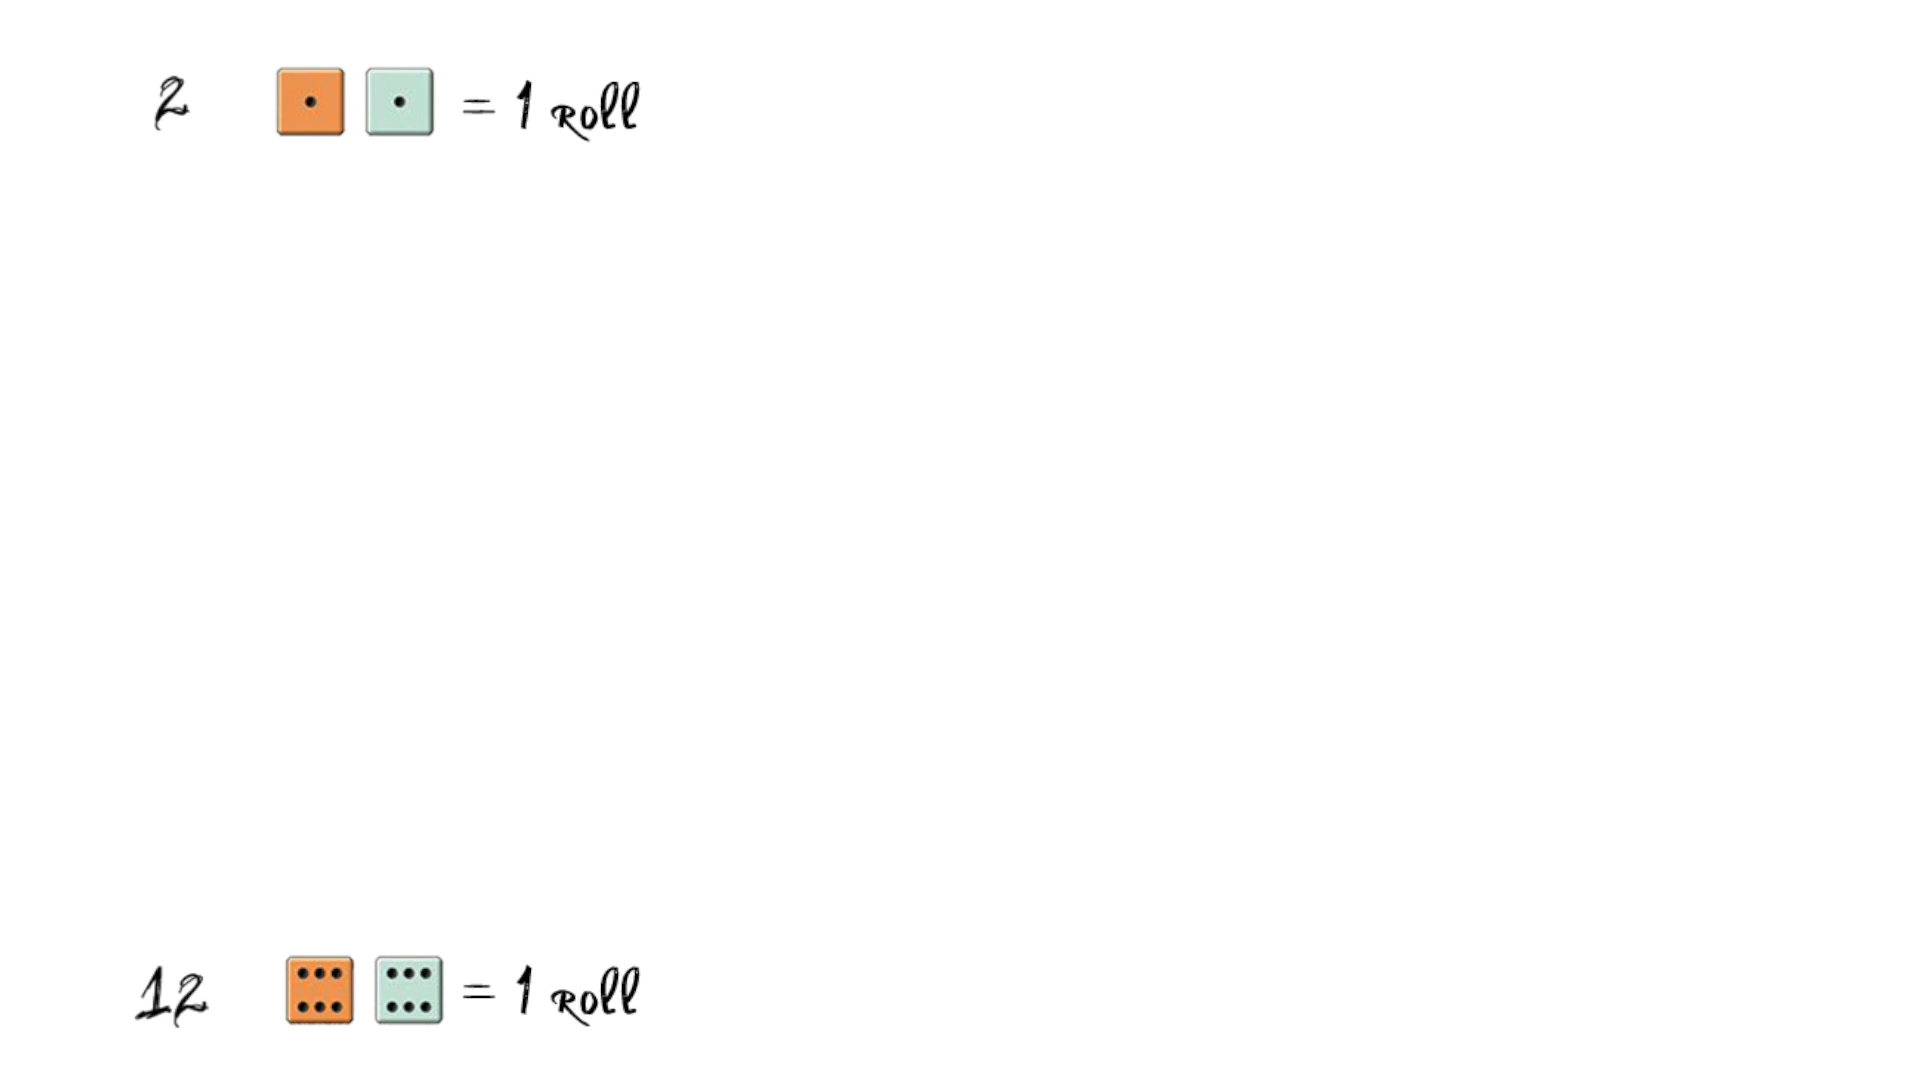 2 = 1 Roll
12 = 1 Roll